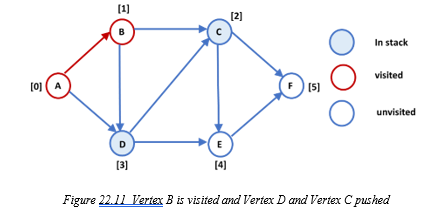 [1]
[2]
B
C
In stack
visited
[0] A
F [5]
unvisited
D
E
[3]
[4]
Figure 22.11 Vertex B is visited and Vertex D and Vertex C pushed